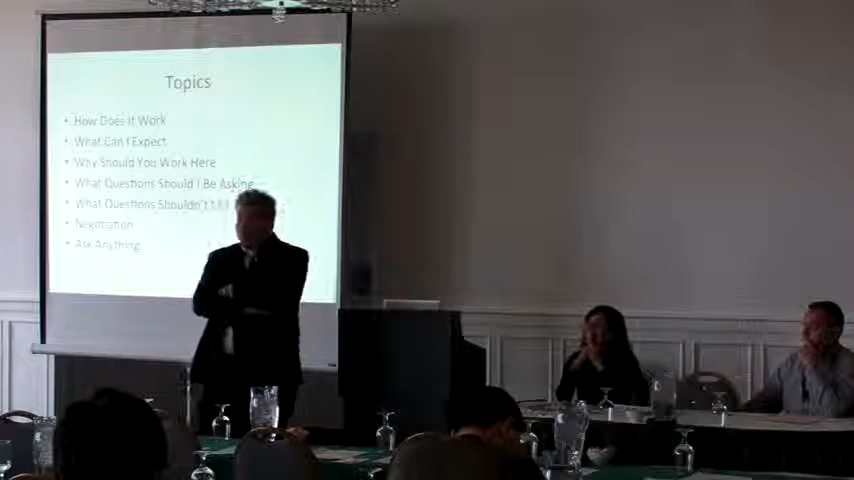 Topics
• How Does It Work
• What Can I Expect
• Why Should You Work Here
• What Questions Should I Be Asking
• What Questions Shouldn't I
• Negotiation
• Ask Anything